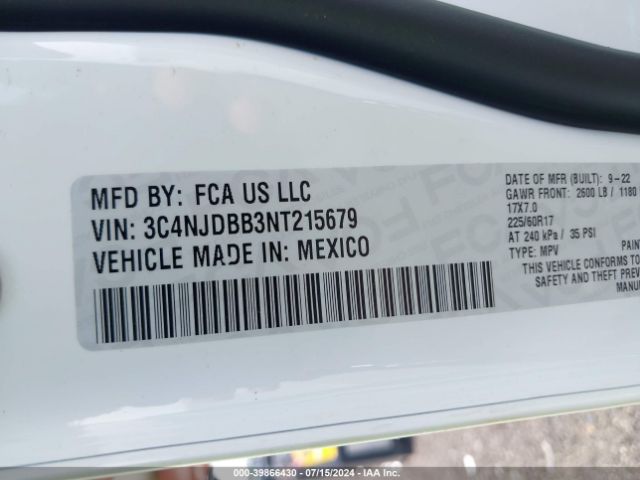 MFD BY: FCA US LLC
VIN: 3C4NJDBB3NT215679
VEHICLE MADE IN: MEXICO
DATE OF MFR (BUILT): 9-22
GAWR FRONT: 2600 LB / 1180
17X7.0
225/60R17
AT 240 kPa / 35 PSI
TYPE: MPV PAIN
THIS VEHICLE CONFORMS TO
SAFETY AND THEFT PREV
MANU
000-39866430 - 07/15/2024 - IAA Inc.